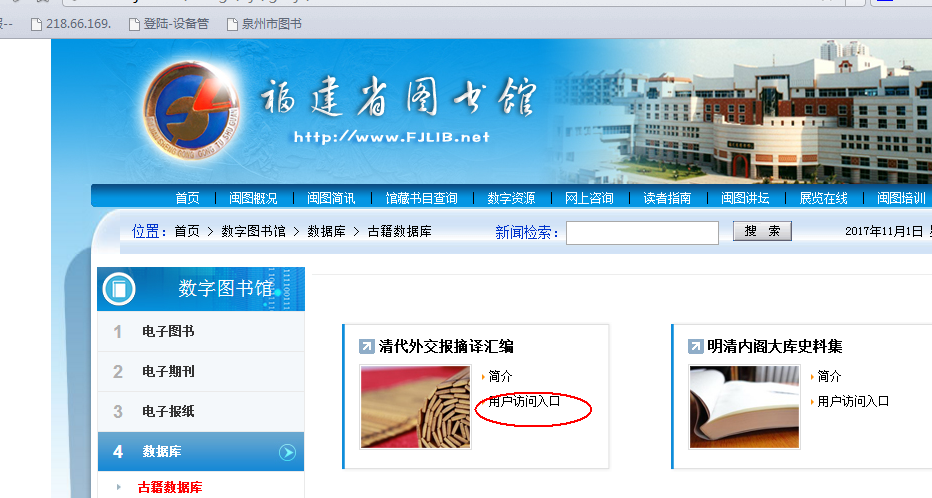 218.66.169. 登陆-设备管 泉州市图书
福建省图书馆
http://www.FJLIB.net
首页 闽图概况 闽图简讯 馆藏书目查询 数字资源 网上咨询 读者指南 闽图讲坛 展览在线 闽图培训
位置：首页 > 数字图书馆 > 数据库 > 古籍数据库 新闻检索： 搜 索 2017年11月1日
数字图书馆
1 电子图书
2 电子期刊
3 电子报纸
4 数据库
古籍数据库
清代外交报摘译汇编
简介
用户访问入口
明清内阁大库史料集
简介
用户访问入口